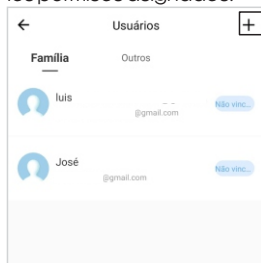 ← Usuários +
Família Outros
luis
@gmail.com
Não vinc...
José
@gmail.com
Não vinc...